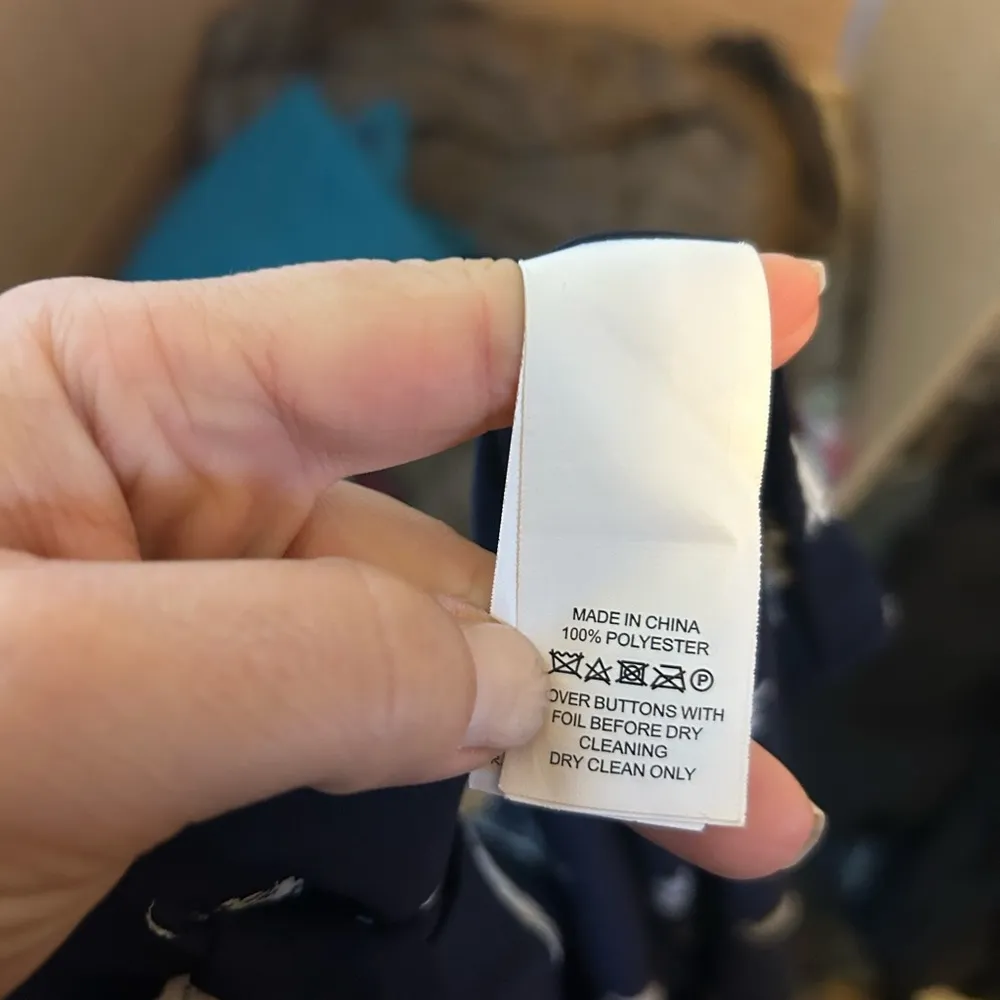 MADE IN CHINA
100% POLYESTER
P
OVER BUTTONS WITH
FOIL BEFORE DRY
CLEANING
DRY CLEAN ONLY